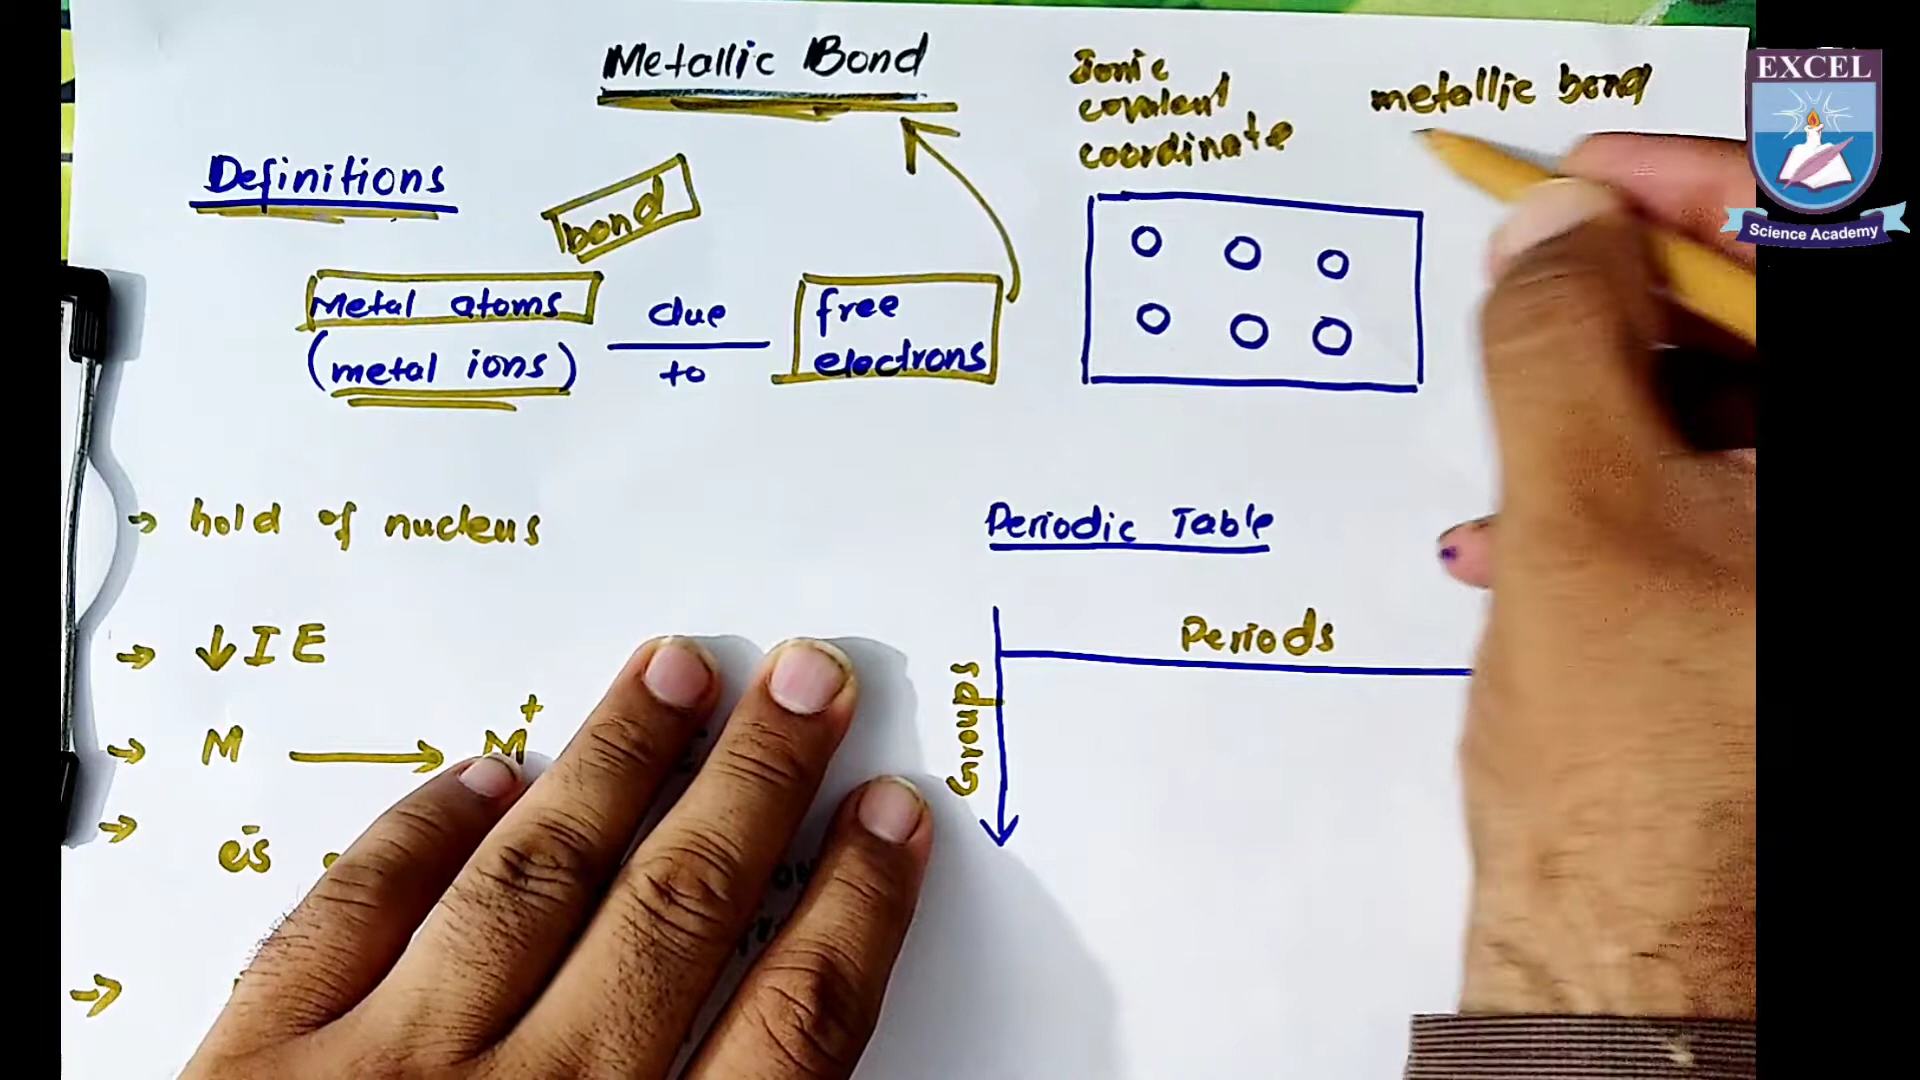 Metallic Bond
Ionic
covalent
coordinate
metallic bond
EXCEL
Science Academy
Definitions
bond
Metal atoms
(metal ions)
due
to
free
electrons
→ hold of nucleus
→ ↓IE
→ M → M+
→ e̅s
→
Periodic Table
Periods
Groups